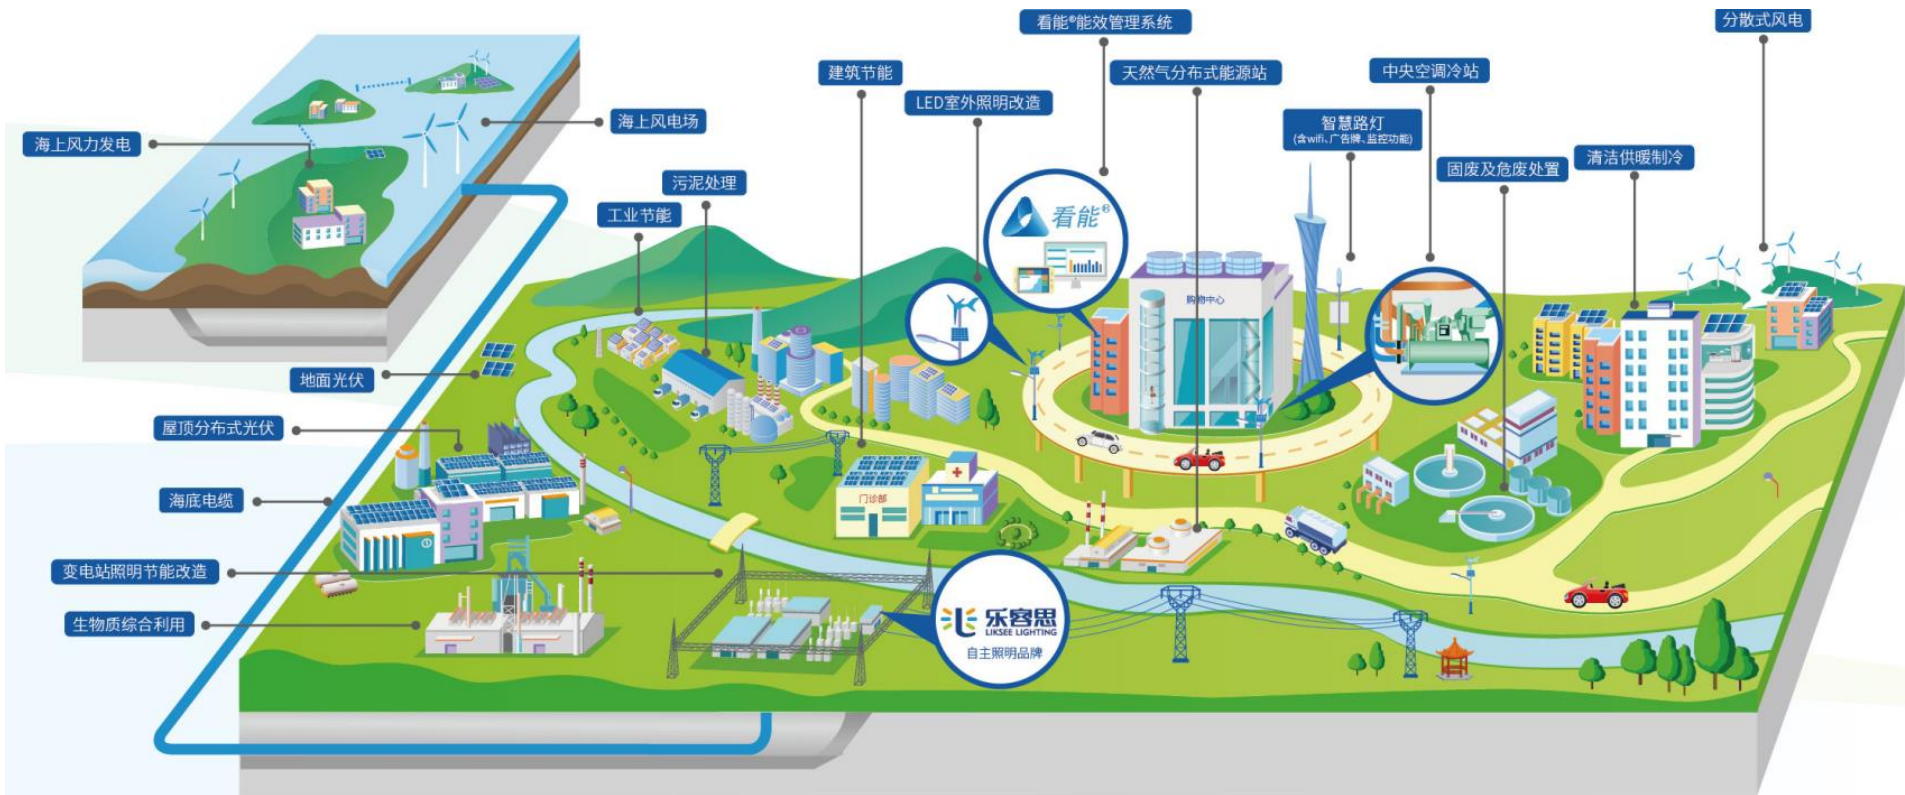 看能®能效管理系统
分散式风电
建筑节能
天然气分布式能源站
中央空调冷站
LED室外照明改造
海上风电场
智慧路灯
(含wifi、广告牌、监控功能)
海上风力发电
清洁供暖制冷
固废及危废处置
污泥处理
工业节能
看能®
购物中心
地面光伏
屋顶分布式光伏
海底电缆
门诊部
变电站照明节能改造
生物质综合利用
乐容思
LIKSEE LIGHTING
自主照明品牌